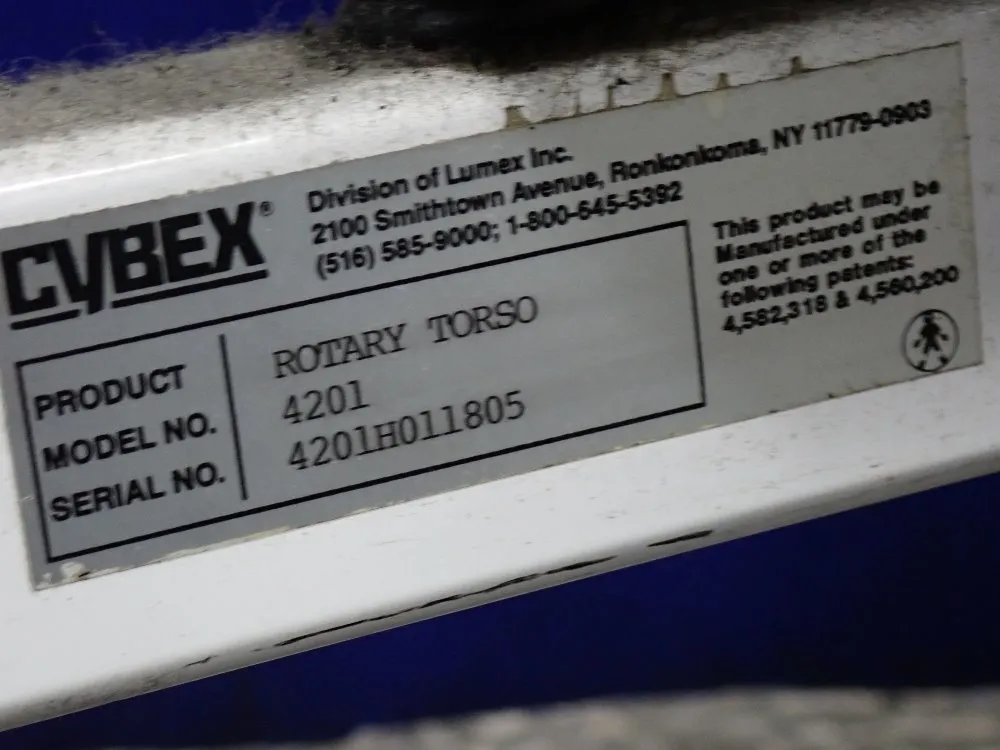 CYBEX®
Division of Lumex Inc.
2100 Smithtown Avenue, Ronkonkoma, NY 11779-0903
(516) 585-9000; 1-800-645-5392
PRODUCT ROTARY TORSO
MODEL NO. 4201
SERIAL NO. 4201H011805
This product may be
Manufactured under
one or more of the
following patents:
4,582,318 & 4,560,200